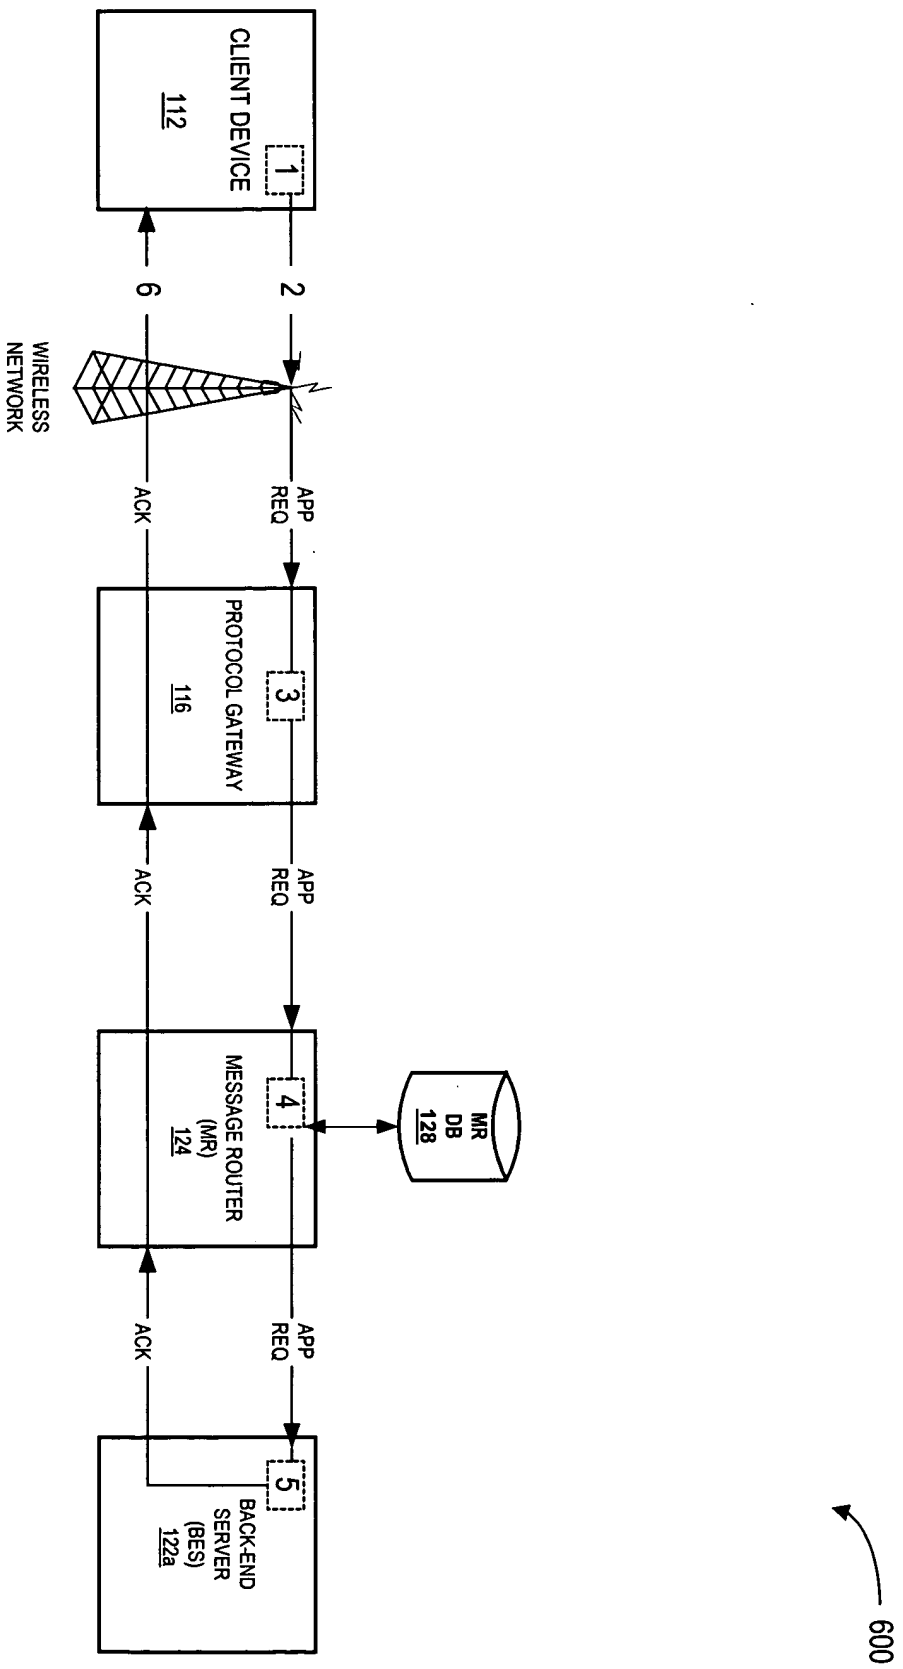 600
MR
DB
128
CLIENT DEVICE
112
1
2
6
WIRELESS
NETWORK
APP
REQ
ACK
3
PROTOCOL GATEWAY
116
APP
REQ
ACK
4
MESSAGE ROUTER
(MR)
124
APP
REQ
ACK
5
BACK-END
SERVER
(BES)
122a